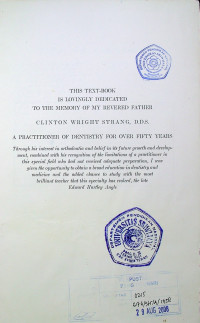 THIS TEXT-BOOK
IS LOVINGLY DEDICATED
TO THE MEMORY OF MY REVERED FATHER
CLINTON WRIGHT STRANG, D.D.S.
A PRACTITIONER OF DENTISTRY FOR OVER FIFTY YEARS
Through his interest in orthodontia and belief in its future growth and develop-
ment, combined with his recognition of the limitations of a practitioner in
this special field who had not received adequate preparation, I was
given the opportunity to obtain a broad education in dentistry and
medicine and the added chance to study with the most
brilliant teacher that this specialty has evolved, the late
Edward Hartley Angle
UNIVERSITAS
POST
8215
29 AUG